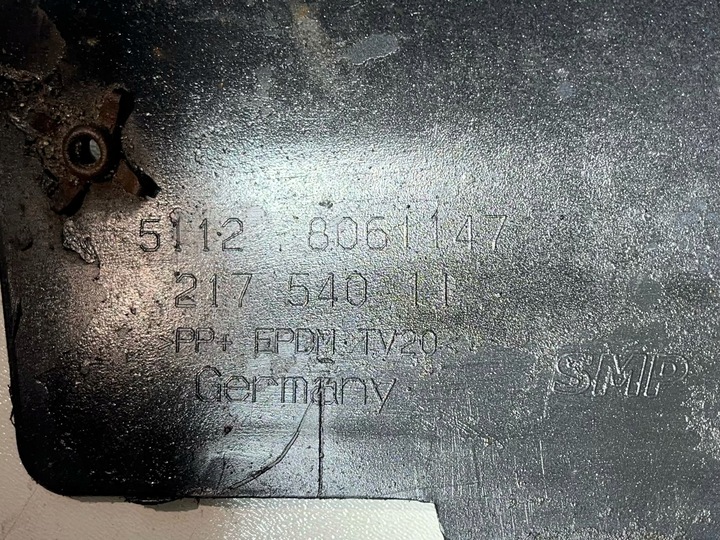 5112 8061147
217 540 11
PP+ EPDM-TV20
Germany
SMP